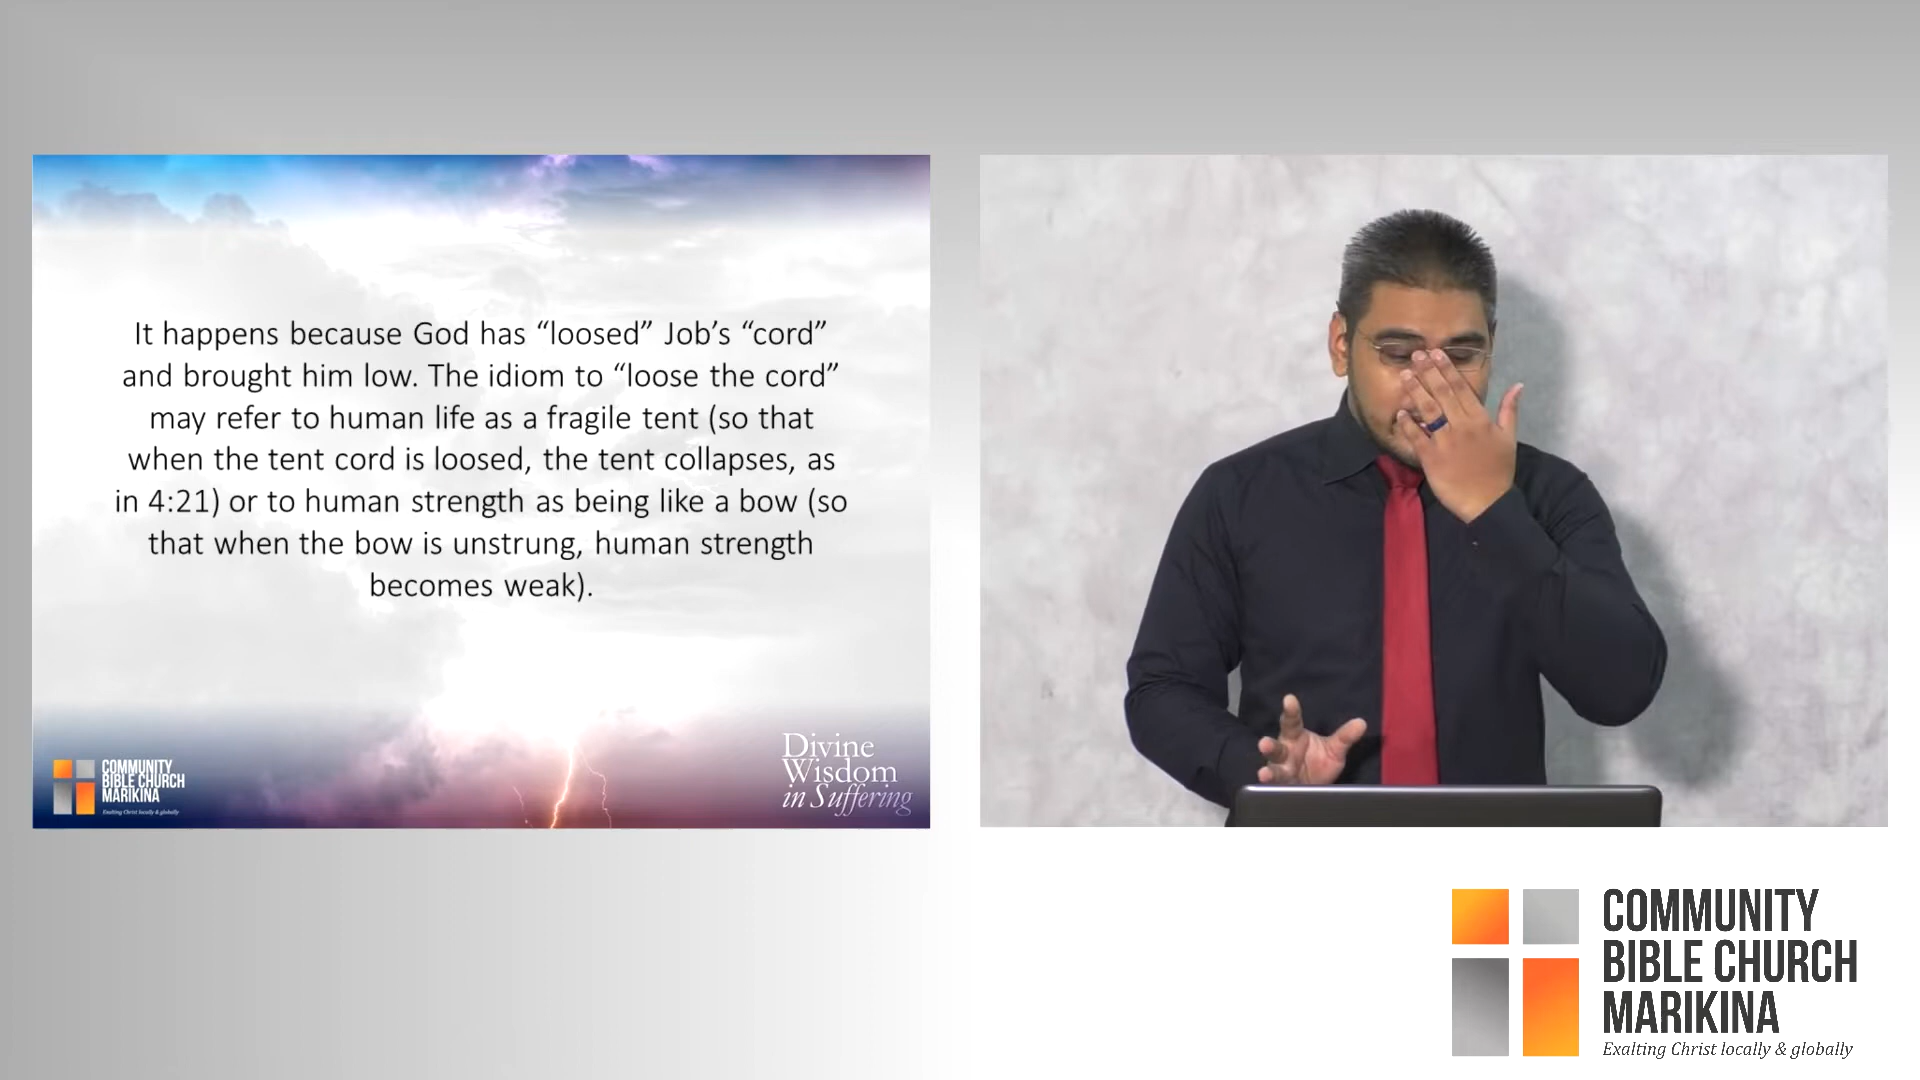 It happens because God has “loosed” Job’s “cord”
and brought him low. The idiom to “loose the cord”
may refer to human life as a fragile tent (so that
when the tent cord is loosed, the tent collapses, as
in 4:21) or to human strength as being like a bow (so
that when the bow is unstrung, human strength
becomes weak).
COMMUNITY
BIBLE CHURCH
MARIKINA
Exalting Christ locally & globally
Divine
Wisdom
in Suffering
COMMUNITY
BIBLE CHURCH
MARIKINA
Exalting Christ locally & globally